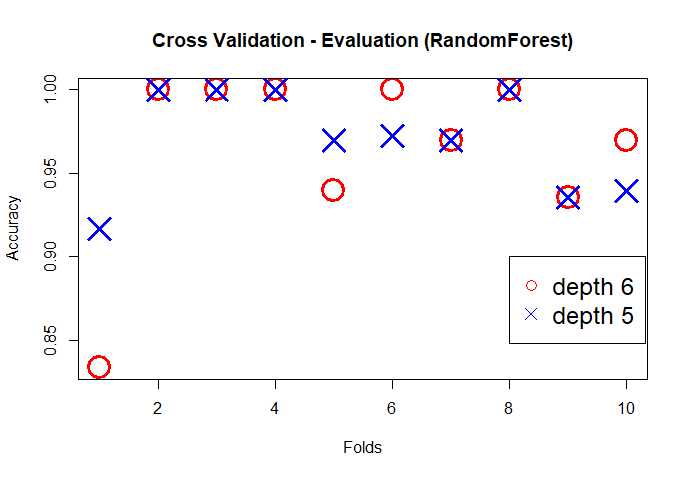 Cross Validation - Evaluation (RandomForest)
1.00
0.95
0.90
0.85
Accuracy
depth 6
depth 5
2 4 6 8 10
Folds